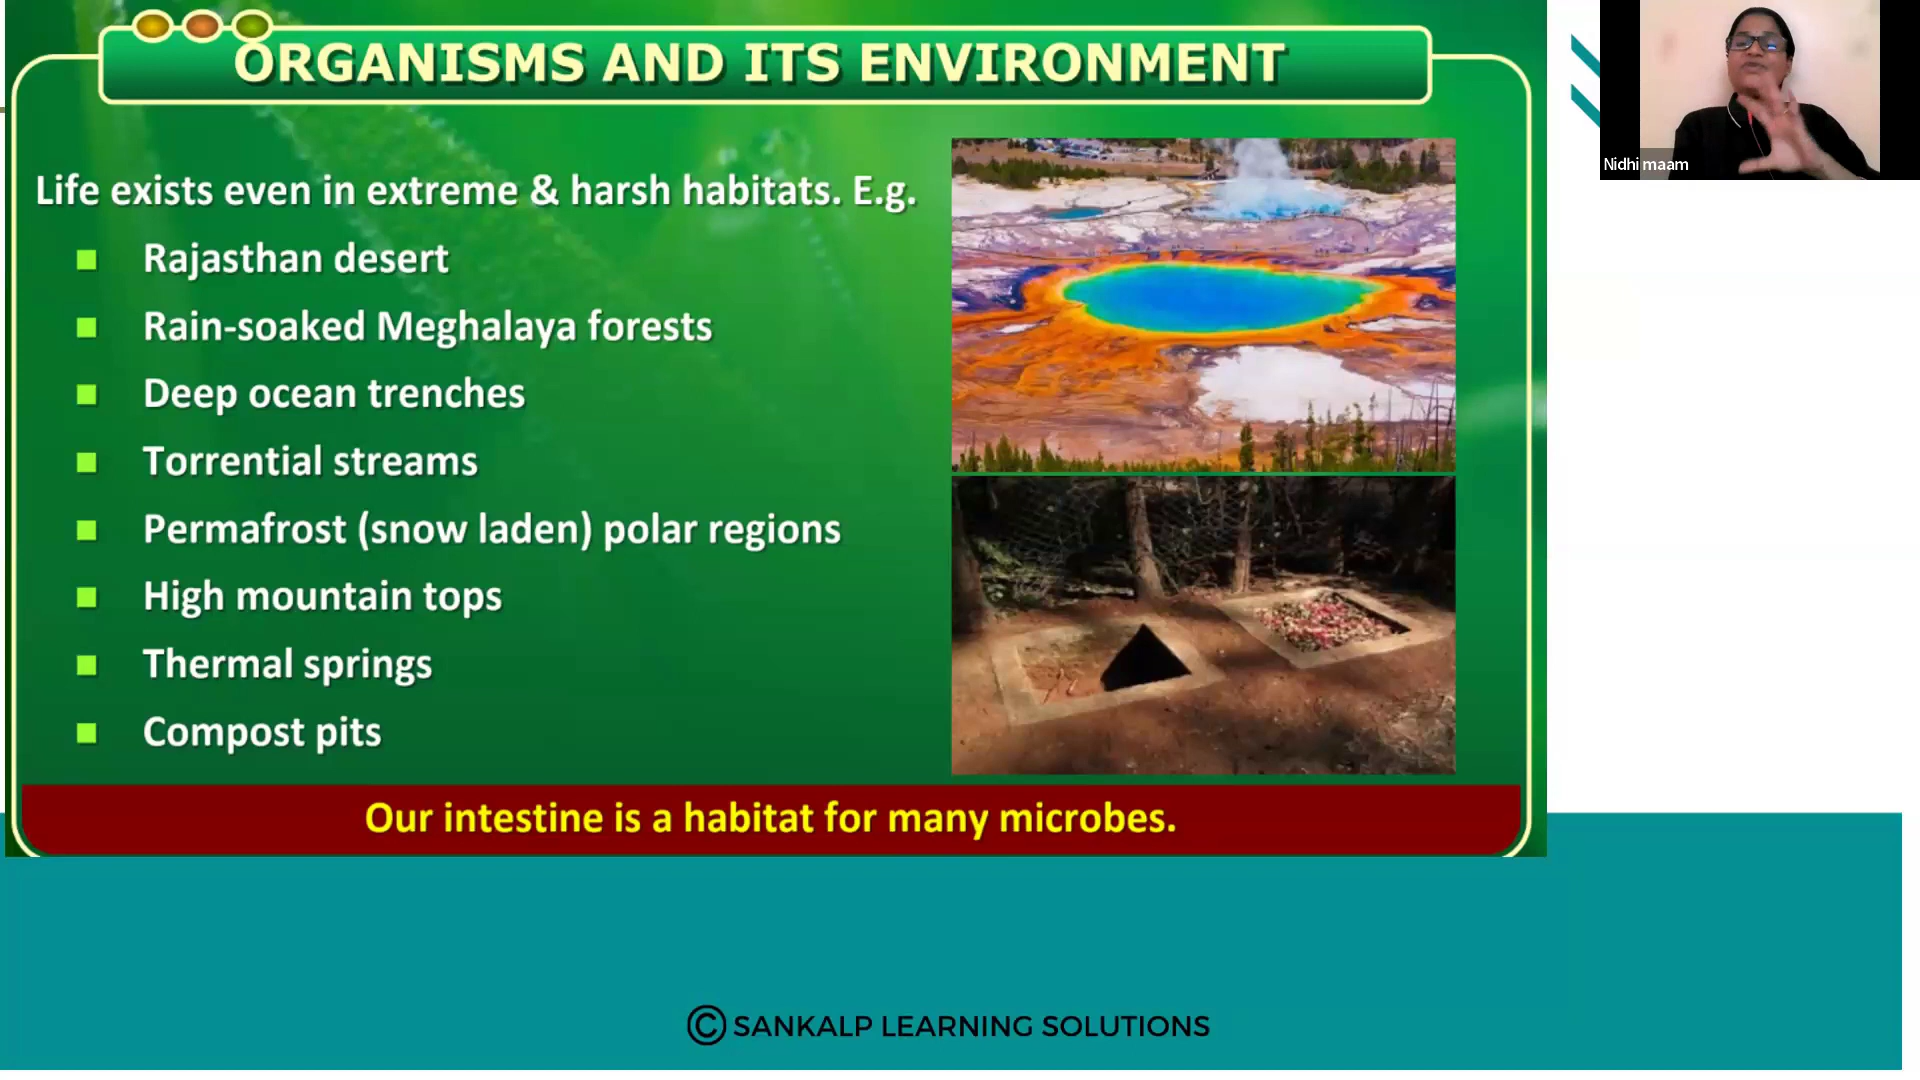 ORGANISMS AND ITS ENVIRONMENT
Nidhi maam
Life exists even in extreme & harsh habitats. E.g.
Rajasthan desert
Rain-soaked Meghalaya forests
Deep ocean trenches
Torrential streams
Permafrost (snow laden) polar regions
High mountain tops
Thermal springs
Compost pits
Our intestine is a habitat for many microbes.
© SANKALP LEARNING SOLUTIONS